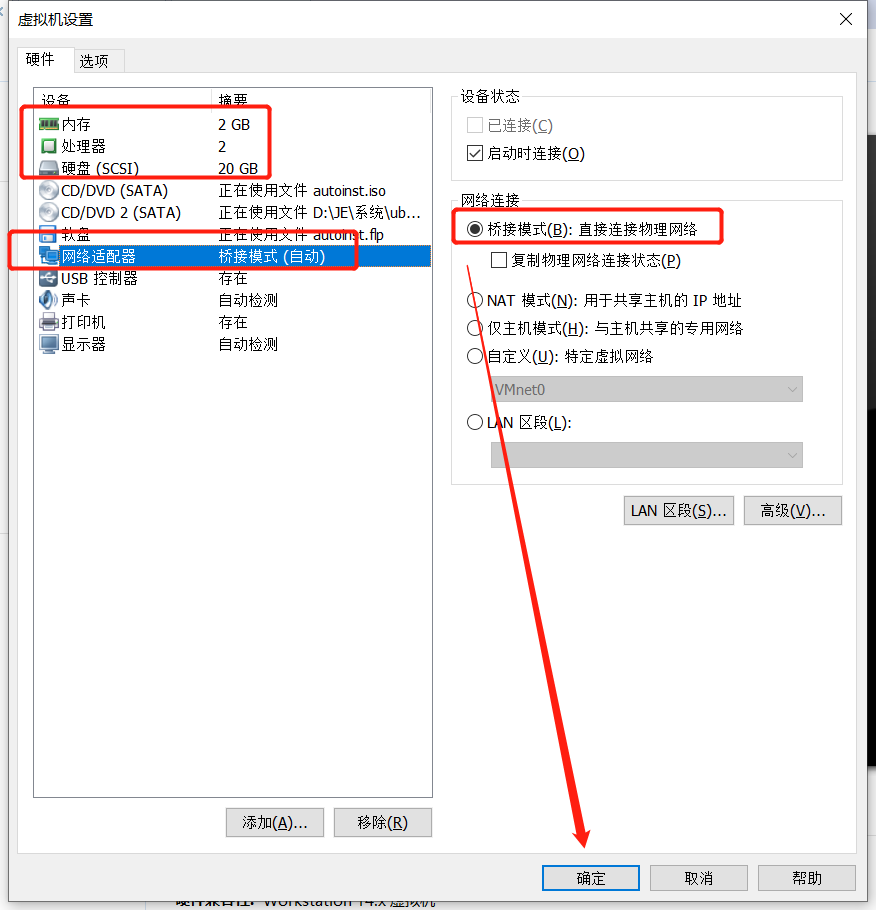 虚拟机设置
硬件 选项
设备 摘要
内存 2 GB
处理器 2
硬盘 (SCSI) 20 GB
CD/DVD (SATA) 正在使用文件 autoinst.iso
CD/DVD 2 (SATA) 正在使用文件 D:\JE\系统\ub...
软盘 正在使用文件 autoinst.flp
网络适配器 桥接模式 (自动)
USB 控制器 存在
声卡 自动检测
打印机 存在
显示器 自动检测
添加(A)... 移除(R)
设备状态
已连接(C)
启动时连接(O)
网络连接
桥接模式(B): 直接连接物理网络
复制物理网络连接状态(P)
NAT 模式(N): 用于共享主机的 IP 地址
仅主机模式(H): 与主机共享的专用网络
自定义(U): 特定虚拟网络
VMnet0
LAN 区段(L):
LAN 区段(S)... 高级(V)...
确定 取消 帮助
硬件兼容性: Workstation 14.x 虚拟机